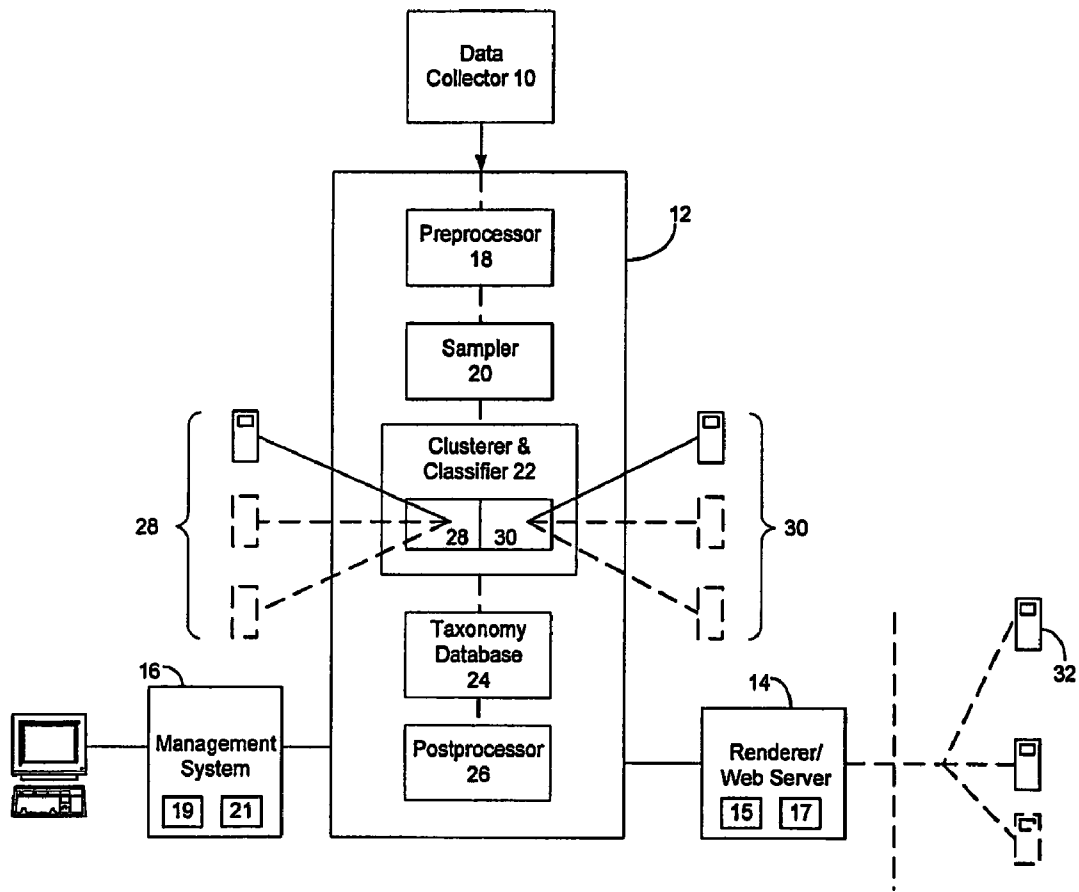 Data
Collector 10
12
Preprocessor
18
Sampler
20
Clusterer &
Classifier 22
28
30
28
30
Taxonomy
Database
24
32
16
14
Management
System
19
21
Postprocessor
26
Renderer/
Web Server
15
17